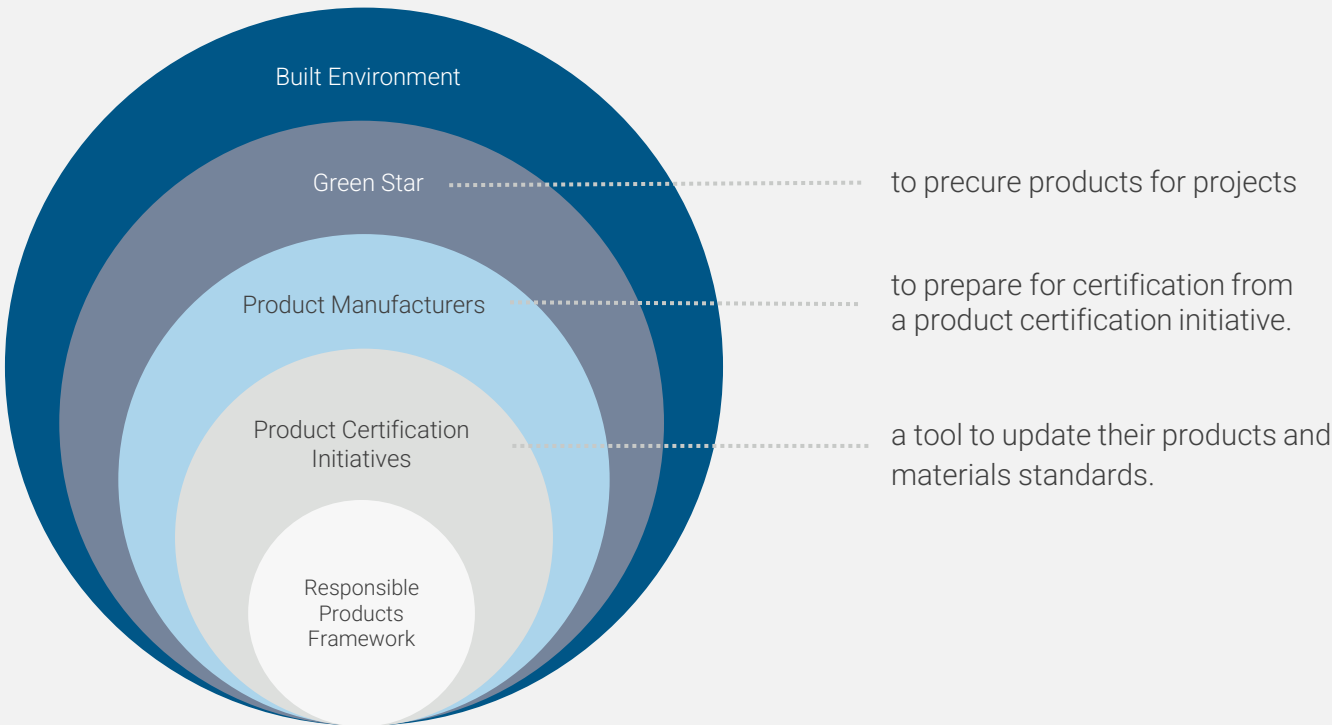 Built Environment
Green Star
to precure products for projects
Product Manufacturers
to prepare for certification from
a product certification initiative.
Product Certification
Initiatives
a tool to update their products and
materials standards.
Responsible
Products
Framework